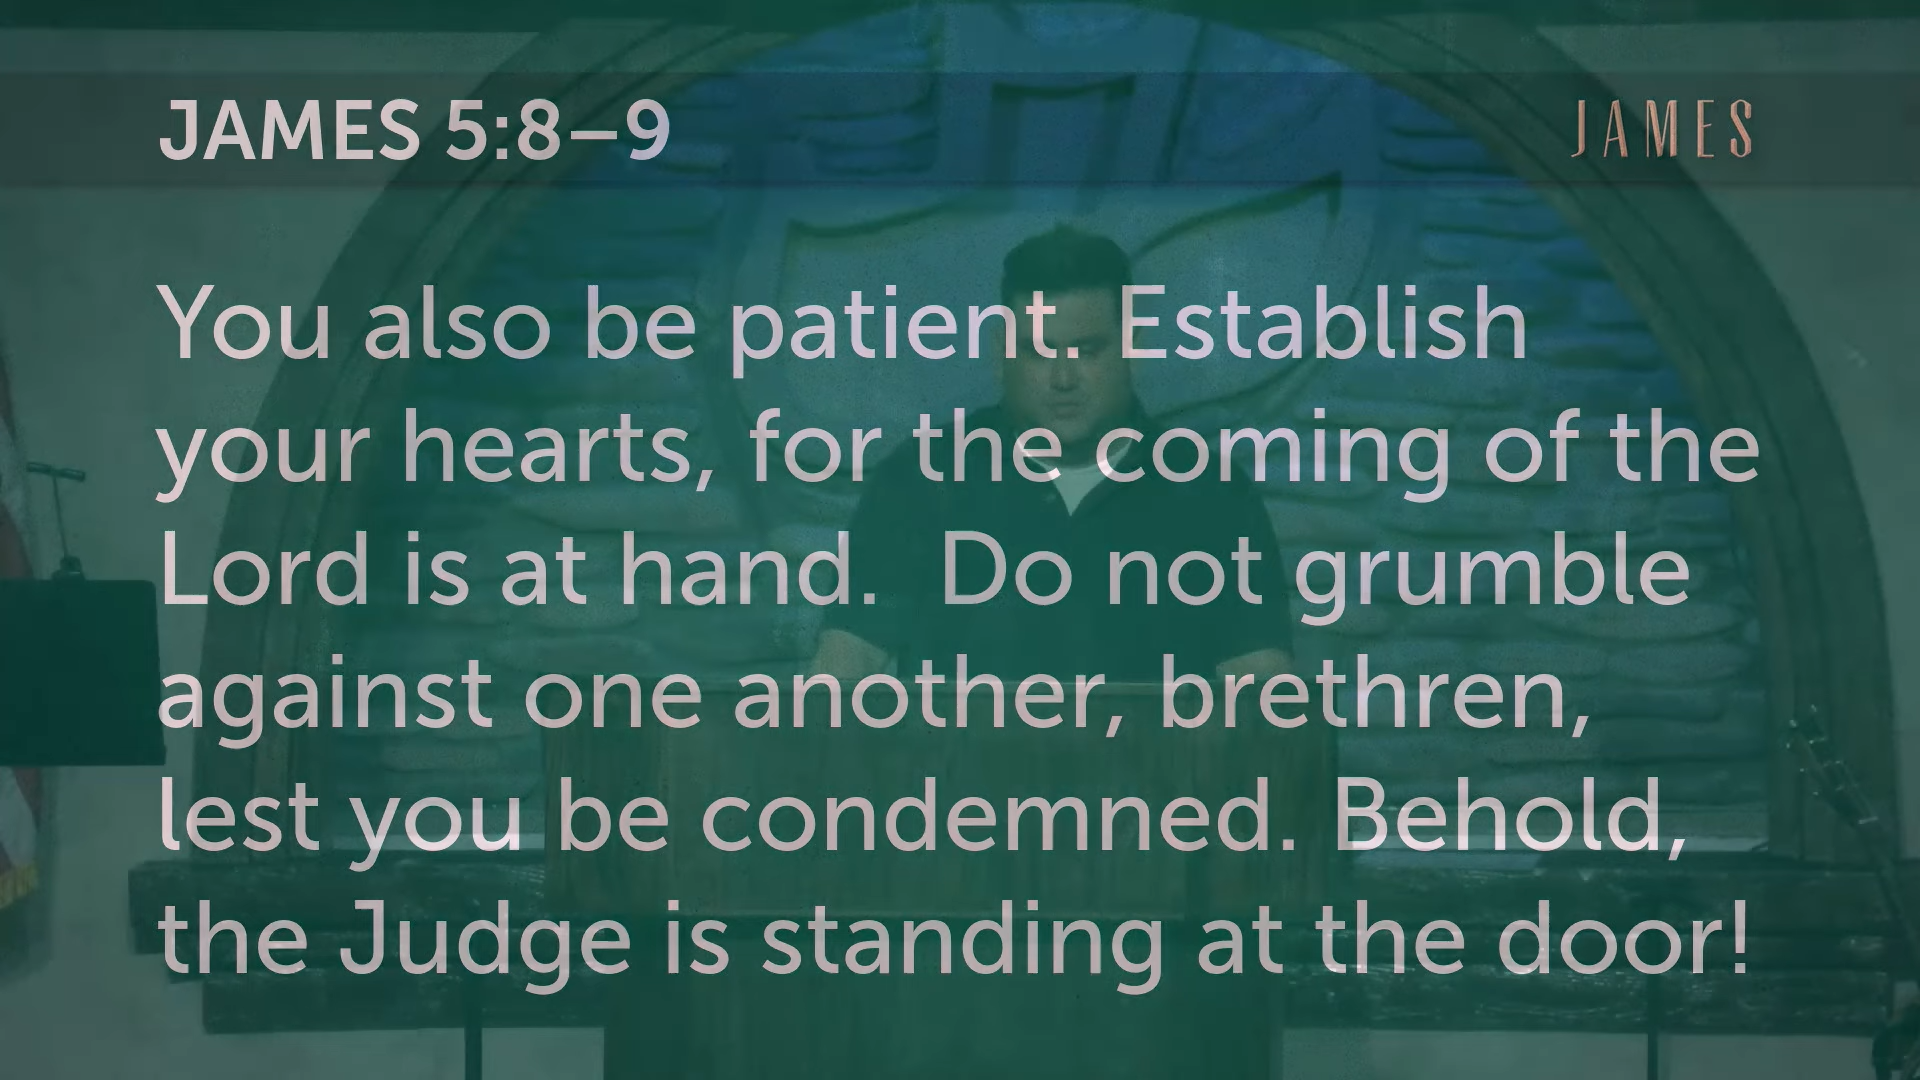 JAMES 5:8–9
JAMES
You also be patient. Establish
your hearts, for the coming of the
Lord is at hand.  Do not grumble
against one another, brethren,
lest you be condemned. Behold,
the Judge is standing at the door!